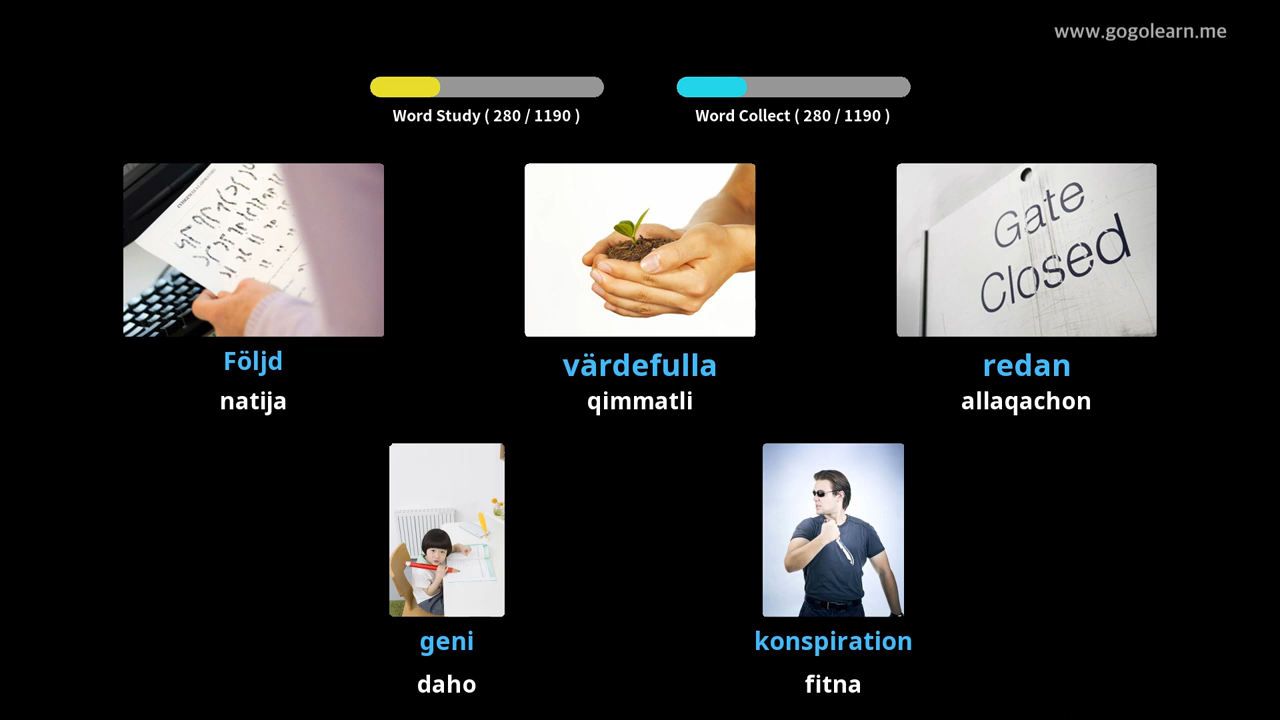 www.gogolearn.me
Word Study ( 280 / 1190 )
Word Collect ( 280 / 1190 )
Gate
Closed
Följd
värdefulla
redan
natija
qimmatli
allaqachon
geni
konspiration
daho
fitna